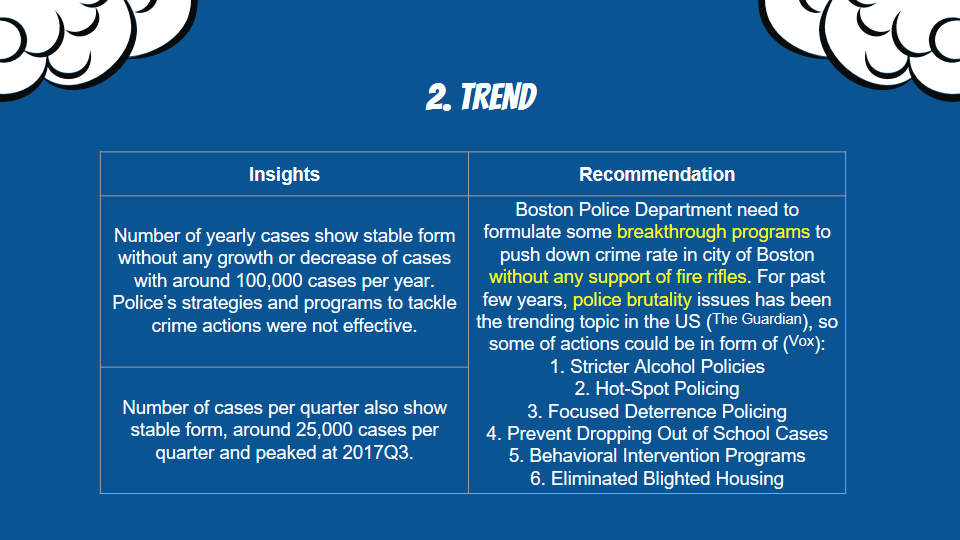 2. TREND
Insights
Recommendation
Number of yearly cases show stable form
without any growth or decrease of cases
with around 100,000 cases per year.
Police's strategies and programs to tackle
crime actions were not effective.
Number of cases per quarter also show
stable form, around 25,000 cases per
quarter and peaked at 2017Q3.
Boston Police Department need to
formulate some breakthrough programs to
push down crime rate in city of Boston
without any support of fire rifles. For past
few years, police brutality issues has been
the trending topic in the US (The Guardian), so
some of actions could be in form of (Vox):
1. Stricter Alcohol Policies
2. Hot-Spot Policing
3. Focused Deterrence Policing
4. Prevent Dropping Out of School Cases
5. Behavioral Intervention Programs
6. Eliminated Blighted Housing